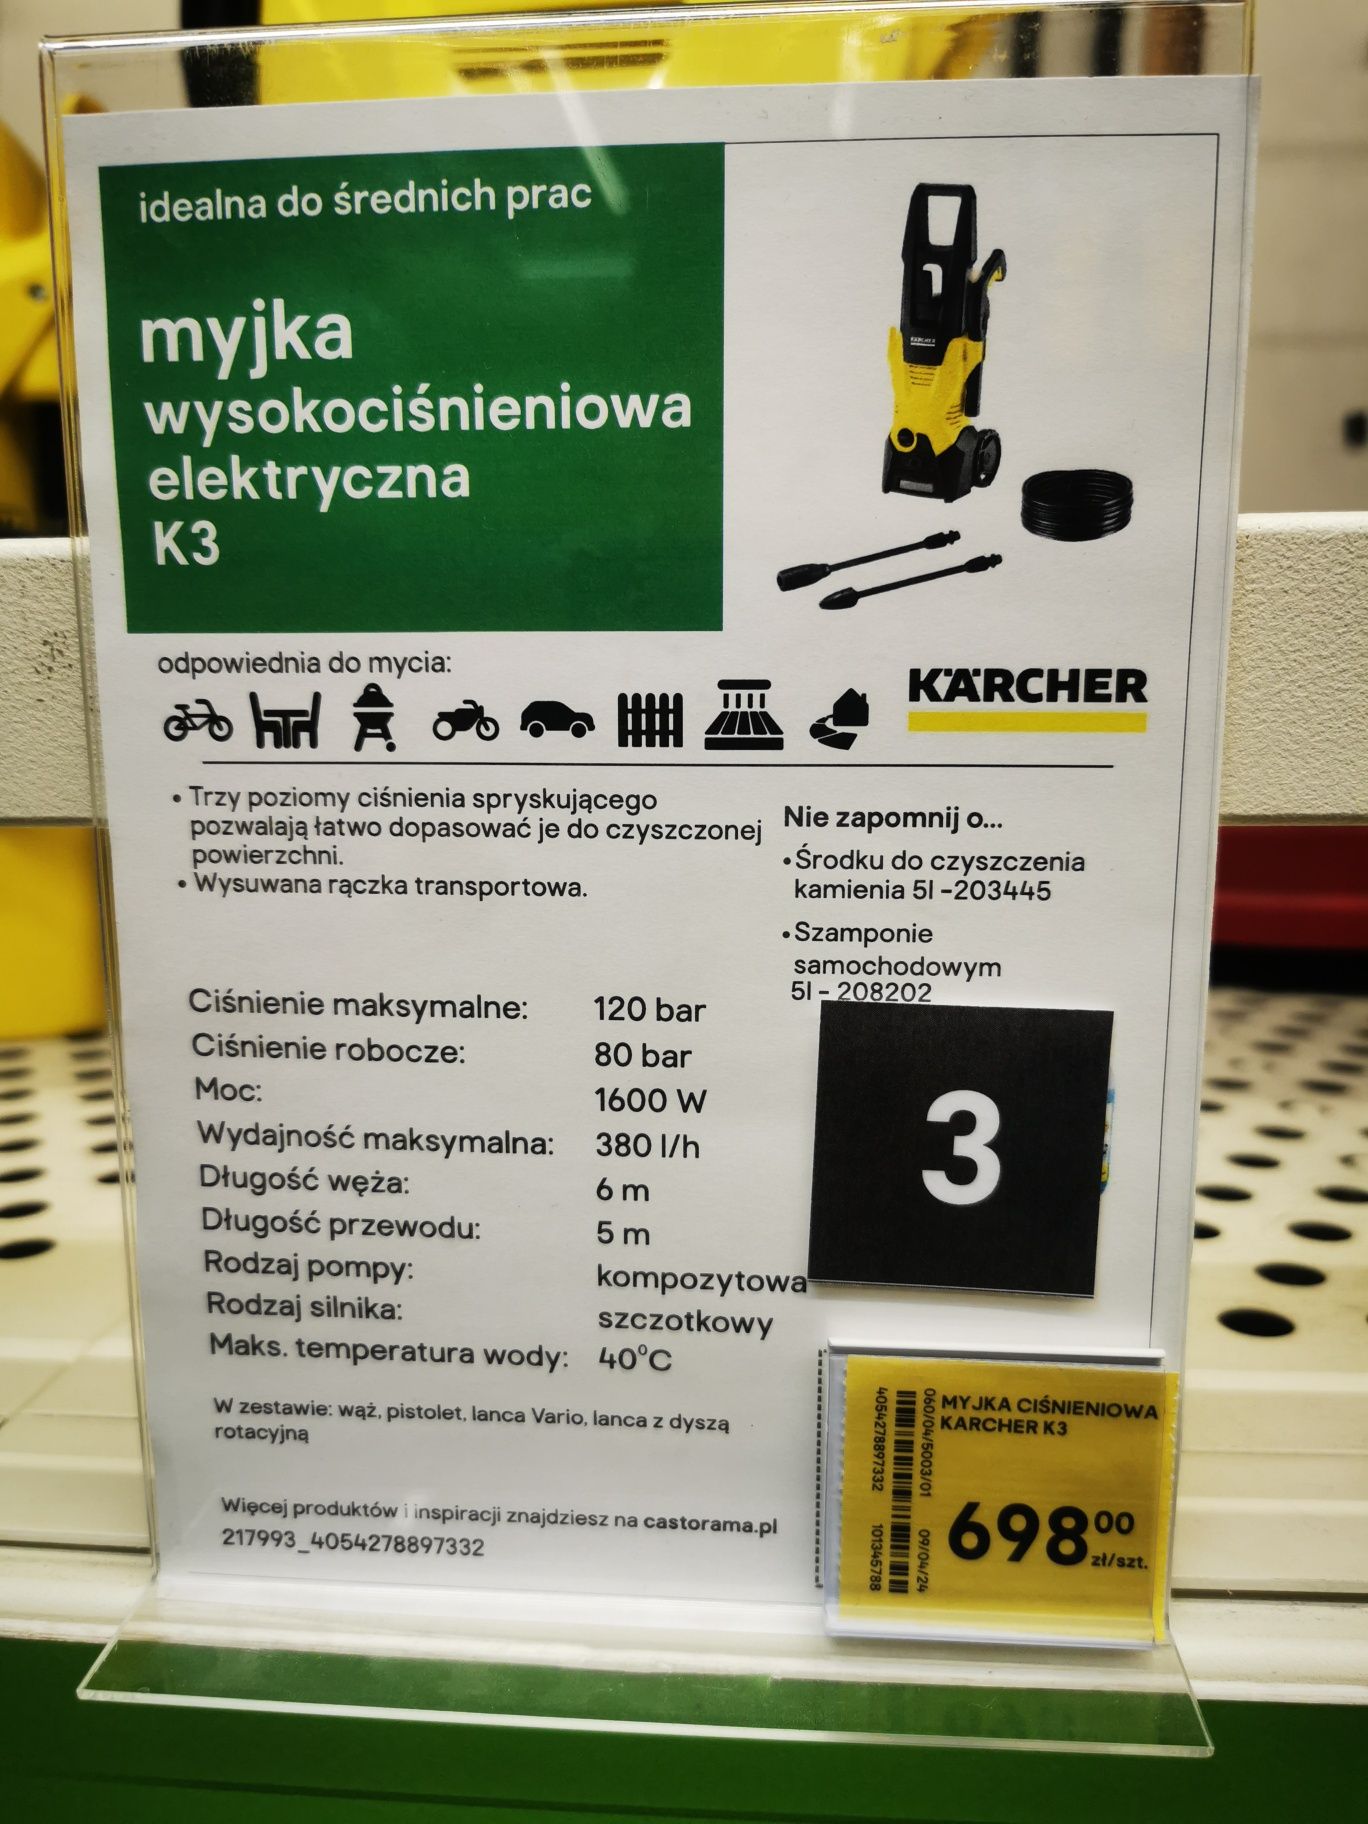 idealna do średnich prac
myjka
wysokociśnieniowa
elektryczna
K3
odpowiednia do mycia:
KÄRCHER
• Trzy poziomy ciśnienia spryskującego
pozwalają łatwo dopasować je do czyszczonej
powierzchni.
• Wysuwana rączka transportowa.
Nie zapomnij o...
• Środku do czyszczenia
kamienia 5l -203445
• Szamponie
samochodowym
5l - 208202
Ciśnienie maksymalne: 120 bar
Ciśnienie robocze: 80 bar
Moc: 1600 W
Wydajność maksymalna: 380 l/h
Długość węża: 6 m
Długość przewodu: 5 m
Rodzaj pompy: kompozytowa
Rodzaj silnika: szczotkowy
Maks. temperatura wody: 40°C
3
W zestawie: wąż, pistolet, lanca Vario, lanca z dyszą
rotacyjną
Więcej produktów i inspiracji znajdziesz na castorama.pl
217993_4054278897332
MYJKA CIŚNIENIOWA
KARCHER K3
69800
zł/szt.
060/04/5003/01 09/04/24
4054278897332 101345788